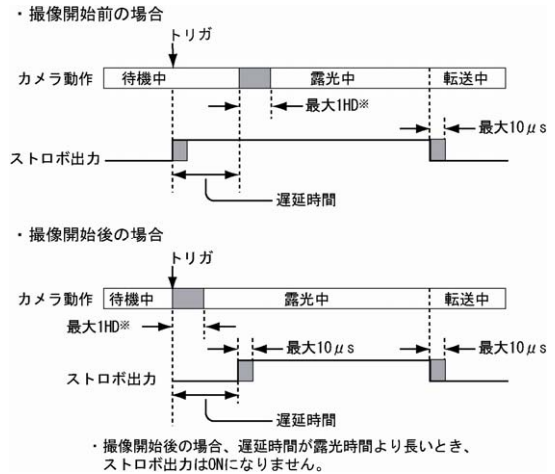 ・撮像開始前の場合
トリガ
カメラ動作 待機中 露光中 転送中
最大1HD※
最大10μs
ストロボ出力
遅延時間
・撮像開始後の場合
トリガ
カメラ動作 待機中 露光中 転送中
最大1HD※
最大10μs 最大10μs
ストロボ出力
遅延時間
・撮像開始後の場合、遅延時間が露光時間より長いとき、
ストロボ出力はONになりません。